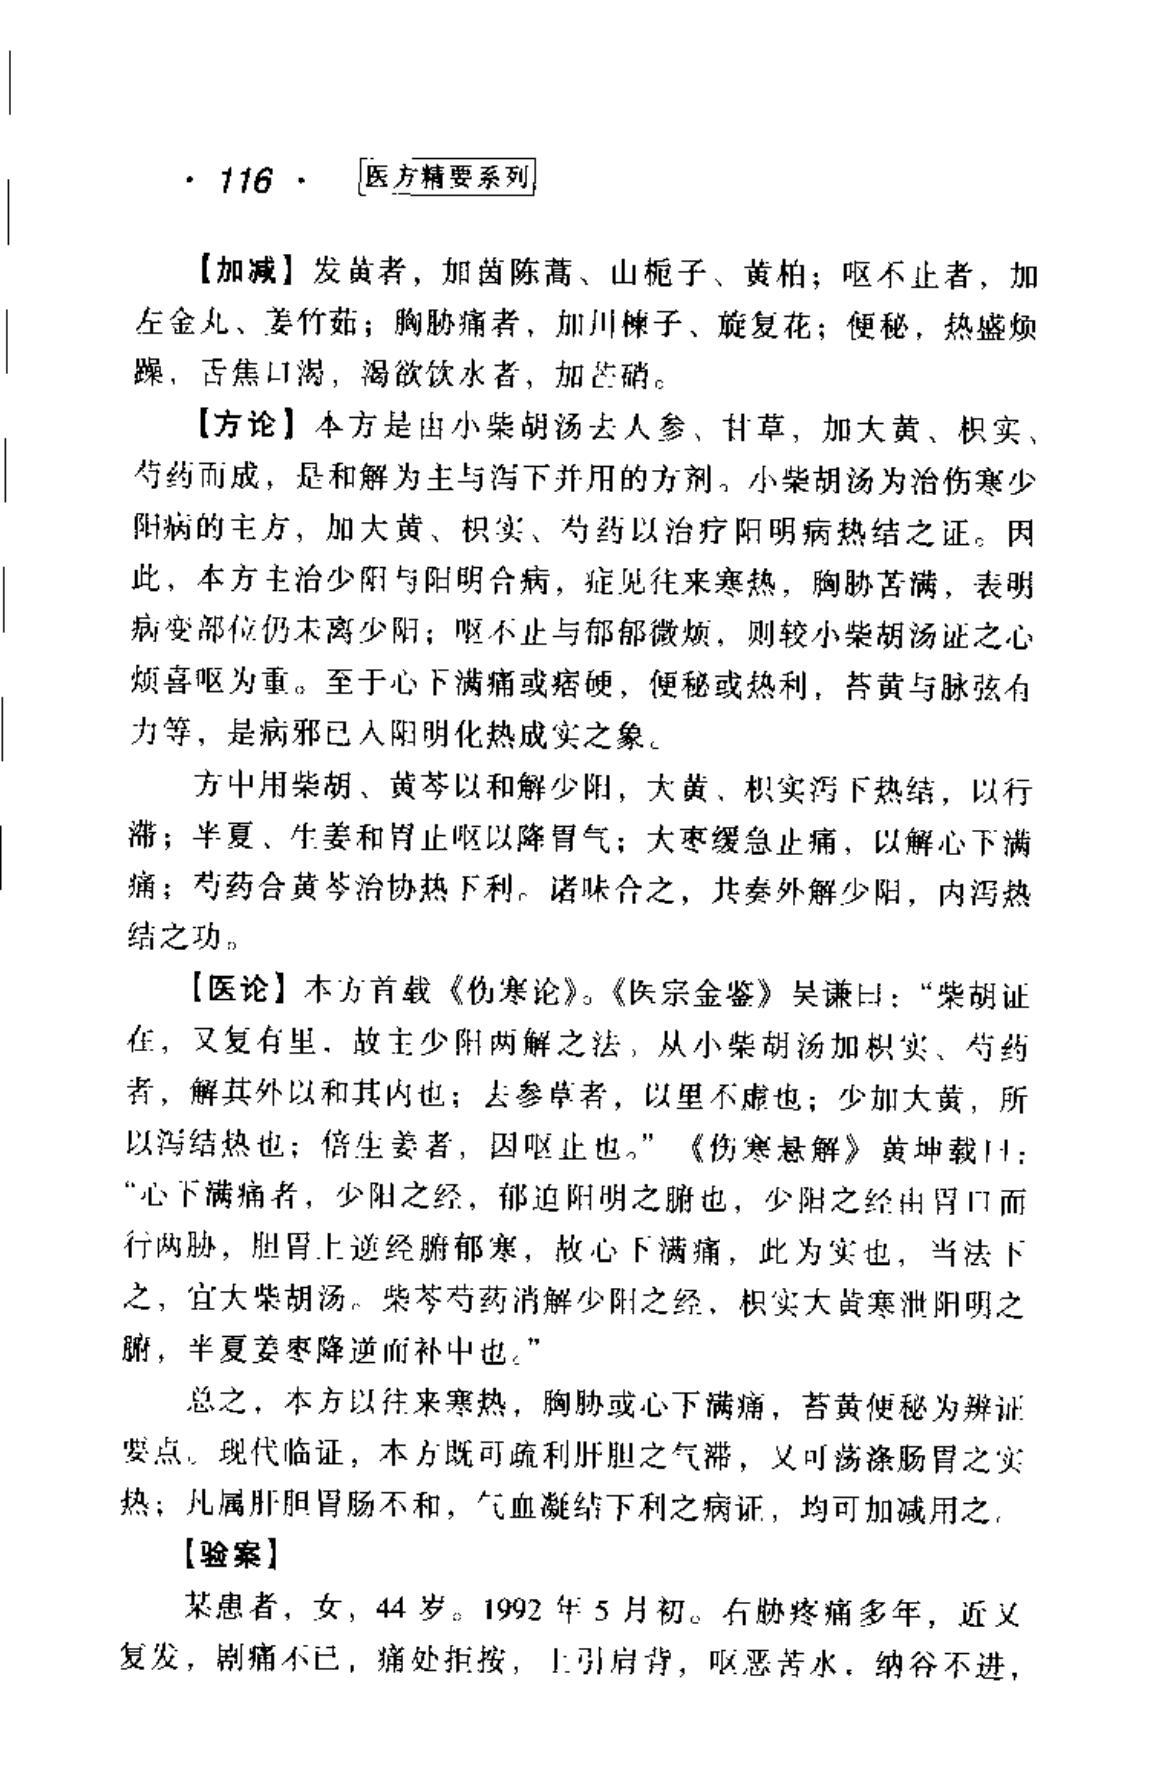 · 116 · 医方精要系列
【加减】发黄者，加茵陈蒿、山栀子、黄柏；呕不止者，加
左金丸、姜竹茹；胸胁痛者，加川楝子、旋复花；便秘，热盛烦
躁，舌焦口渴，渴欲饮水者，加芒硝。
【方论】本方是由小柴胡汤去人参、甘草，加大黄、枳实、
芍药而成，是和解为主与泻下并用的方剂。小柴胡汤为治伤寒少
阳病的主方，加大黄、枳实、芍药以治疗阳明病热结之证。因
此，本方主治少阳与阳明合病，症见往来寒热，胸胁苦满，表明
病变部位仍未离少阳；呕不止与郁郁微烦，则较小柴胡汤证之心
烦喜呕为重。至于心下满痛或痞硬，便秘或热利，苔黄与脉弦有
力等，是病邪已入阳明化热成实之象。
方中用柴胡、黄芩以和解少阳，大黄、枳实泻下热结，以行
滞；半夏、生姜和胃止呕以降胃气；大枣缓急止痛，以解心下满
痛；芍药合黄芩治协热下利。诸味合之，共奏外解少阳，内泻热
结之功。
【医论】本方首载《伤寒论》。《医宗金鉴》吴谦曰：“柴胡证
在，又复有里，故主少阳两解之法，从小柴胡汤加枳实、芍药
者，解其外以和其内也；去参草者，以里不虚也；少加大黄，所
以泻结热也；倍生姜者，因呕止也。”《伤寒悬解》黄坤载曰：
“心下满痛者，少阳之经，郁迫阳明之腑也，少阳之经由胃口而
行两胁，胆胃上逆经腑郁寒，故心下满痛，此为实也，当法下
之，宜大柴胡汤。柴芩芍药消解少阳之经，枳实大黄寒泄阳明之
腑，半夏姜枣降逆而补中也。”
总之，本方以往来寒热，胸胁或心下满痛，苔黄便秘为辨证
要点。现代临证，本方既可疏利肝胆之气滞，又可荡涤肠胃之实
热；凡属肝胆胃肠不和，气血凝结下利之病证，均可加减用之。
【验案】
某患者，女，44 岁。1992 年 5 月初。右胁疼痛多年，近又
复发，剧痛不已，痛处拒按，上引肩背，呕恶苦水，纳谷不进，